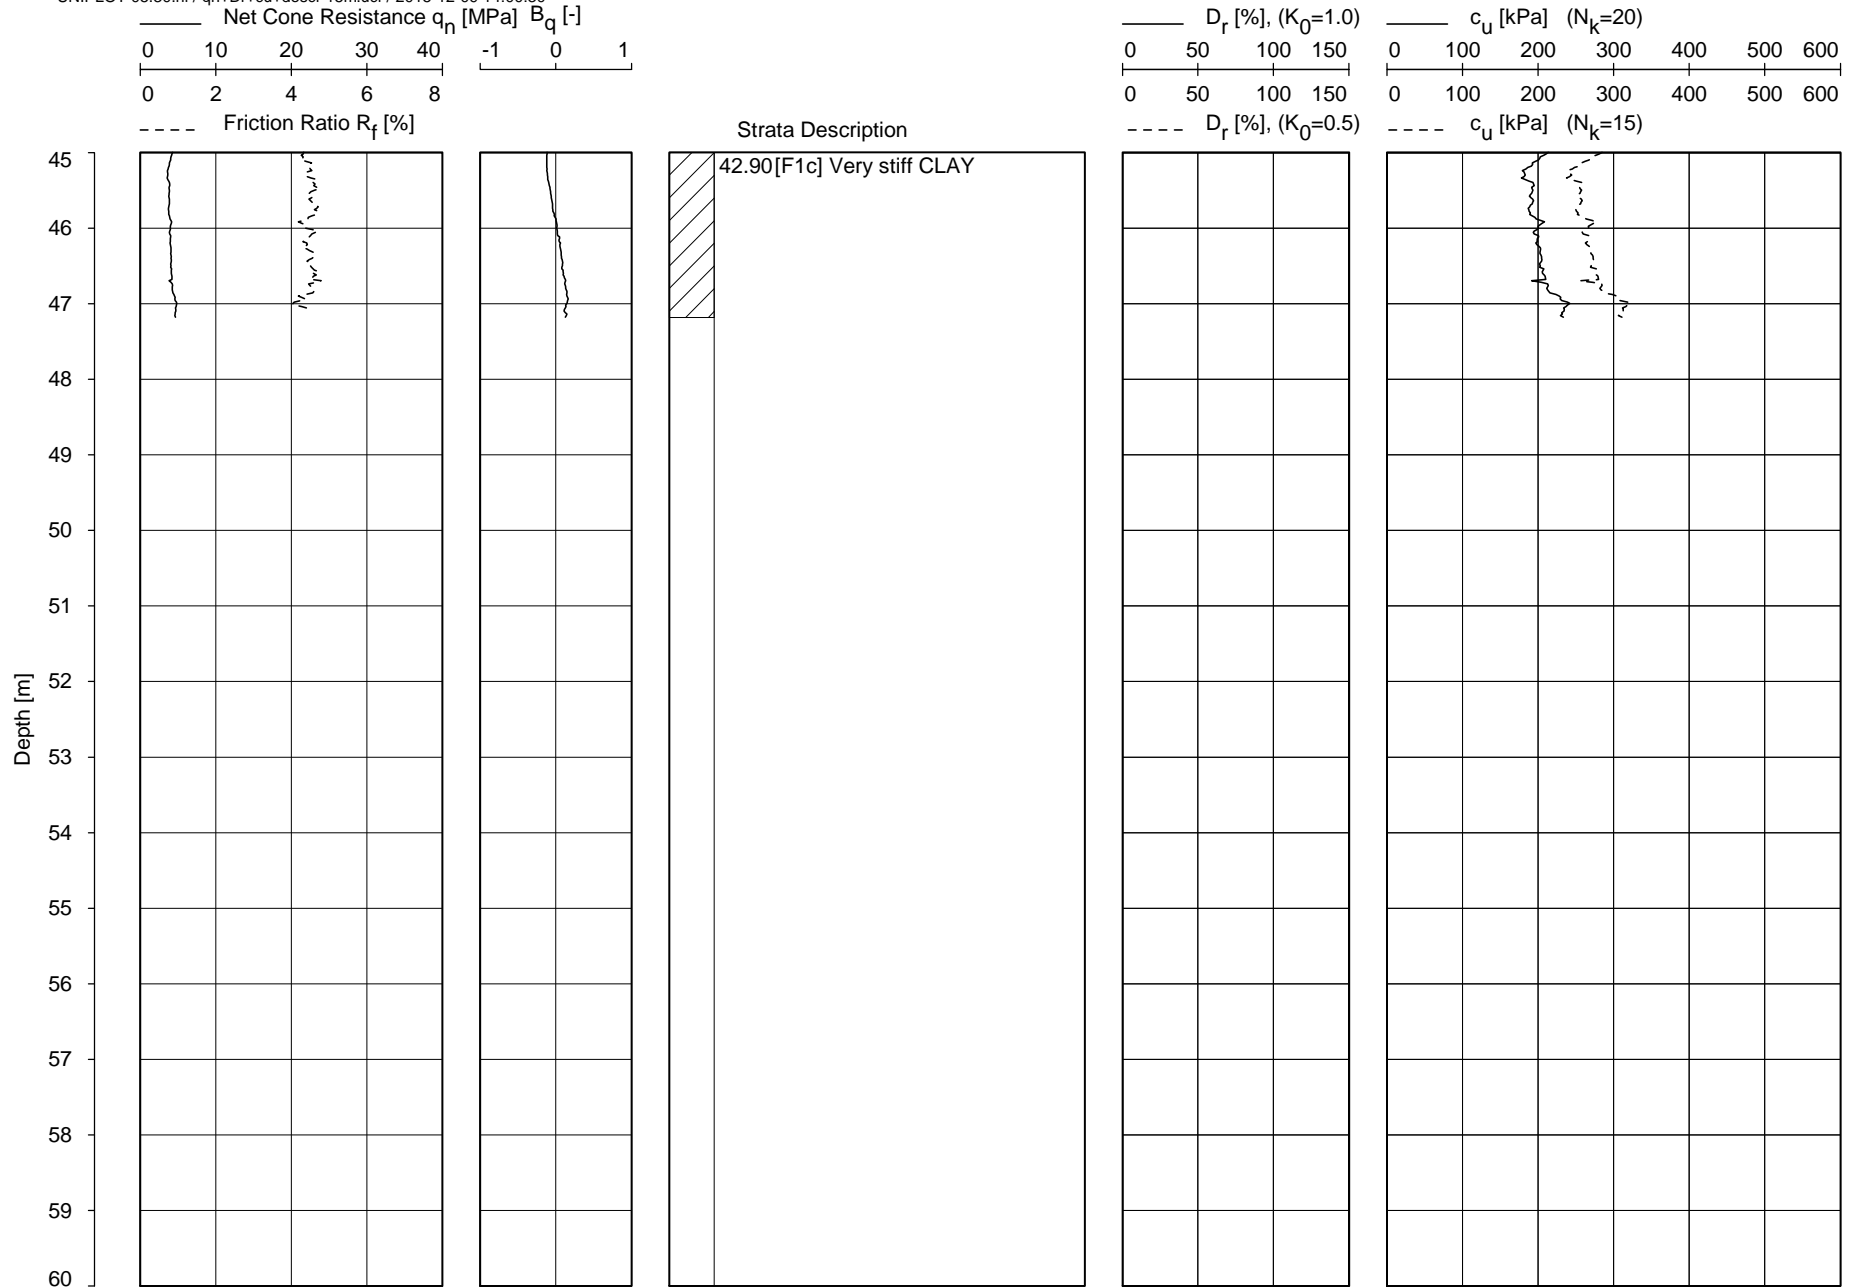 Net Cone Resistance qn [MPa] Bq [-]
Dr [%], (K0=1.0)
cu [kPa] (Nk=20)
0 10 20 30 40
-1 0 1
0 50 100 150
0 100 200 300 400 500 600
0 2 4 6 8
0 50 100 150
0 100 200 300 400 500 600
Friction Ratio Rf [%]
Strata Description
Dr [%], (K0=0.5)
cu [kPa] (Nk=15)
42.90 [F1c] Very stiff CLAY
Depth [m]
45
46
47
48
49
50
51
52
53
54
55
56
57
58
59
60